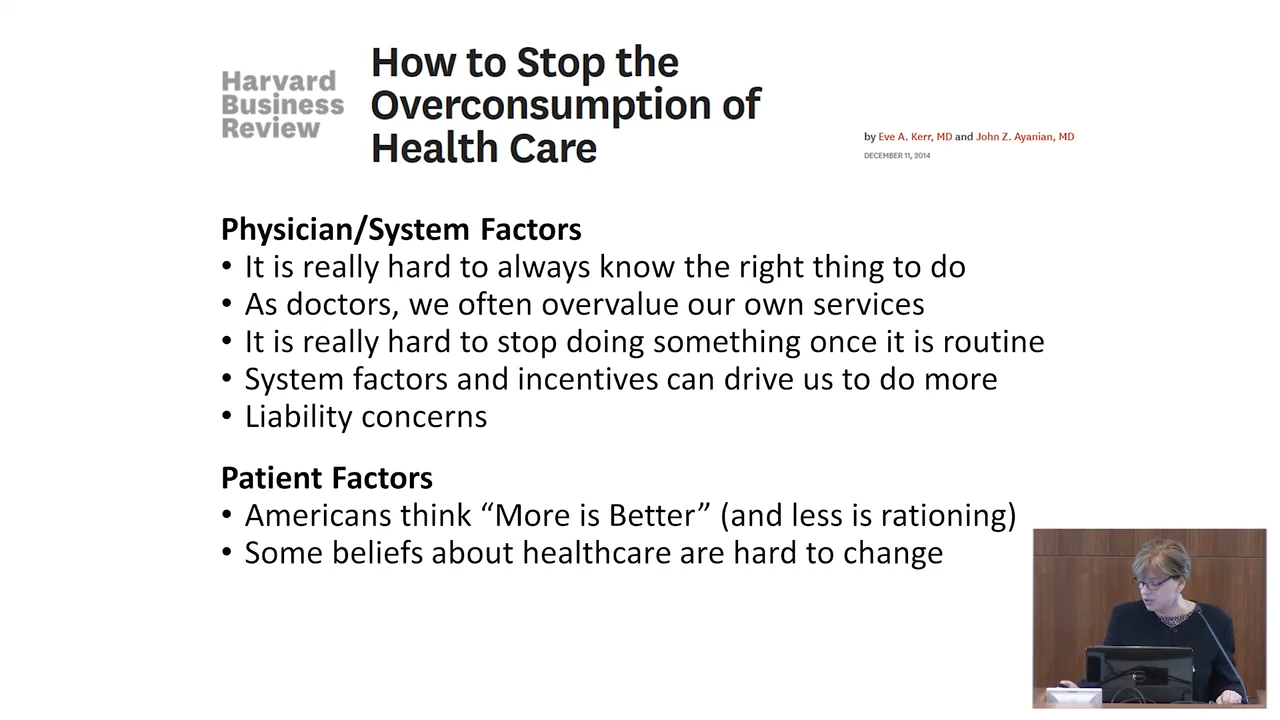 Harvard
Business
Review
How to Stop the
Overconsumption of
Health Care
by Eve A. Kerr, MD and John Z. Ayanian, MD
DECEMBER 11, 2014
Physician/System Factors
• It is really hard to always know the right thing to do
• As doctors, we often overvalue our own services
• It is really hard to stop doing something once it is routine
• System factors and incentives can drive us to do more
• Liability concerns
Patient Factors
• Americans think “More is Better” (and less is rationing)
• Some beliefs about healthcare are hard to change